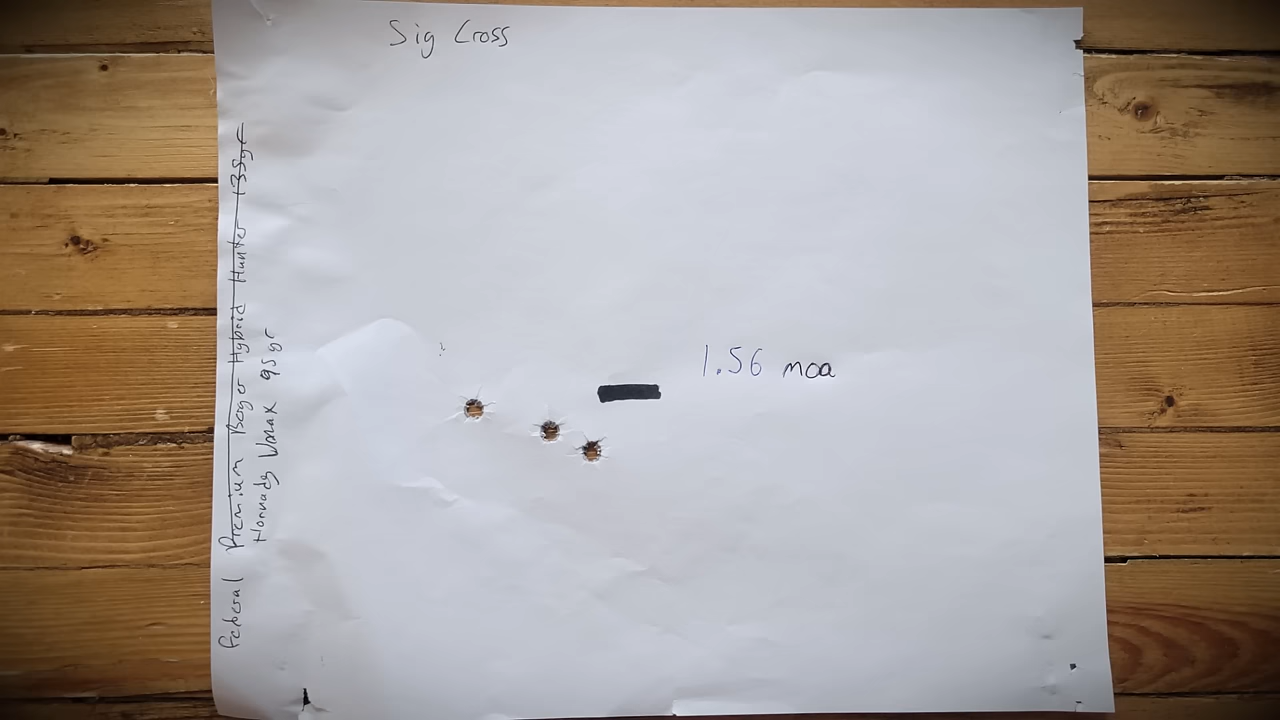 Sig Cross
1.56 moa
Federal Premium Berger Hybrid Hunter 135gr
Hornady Vmax 95gr